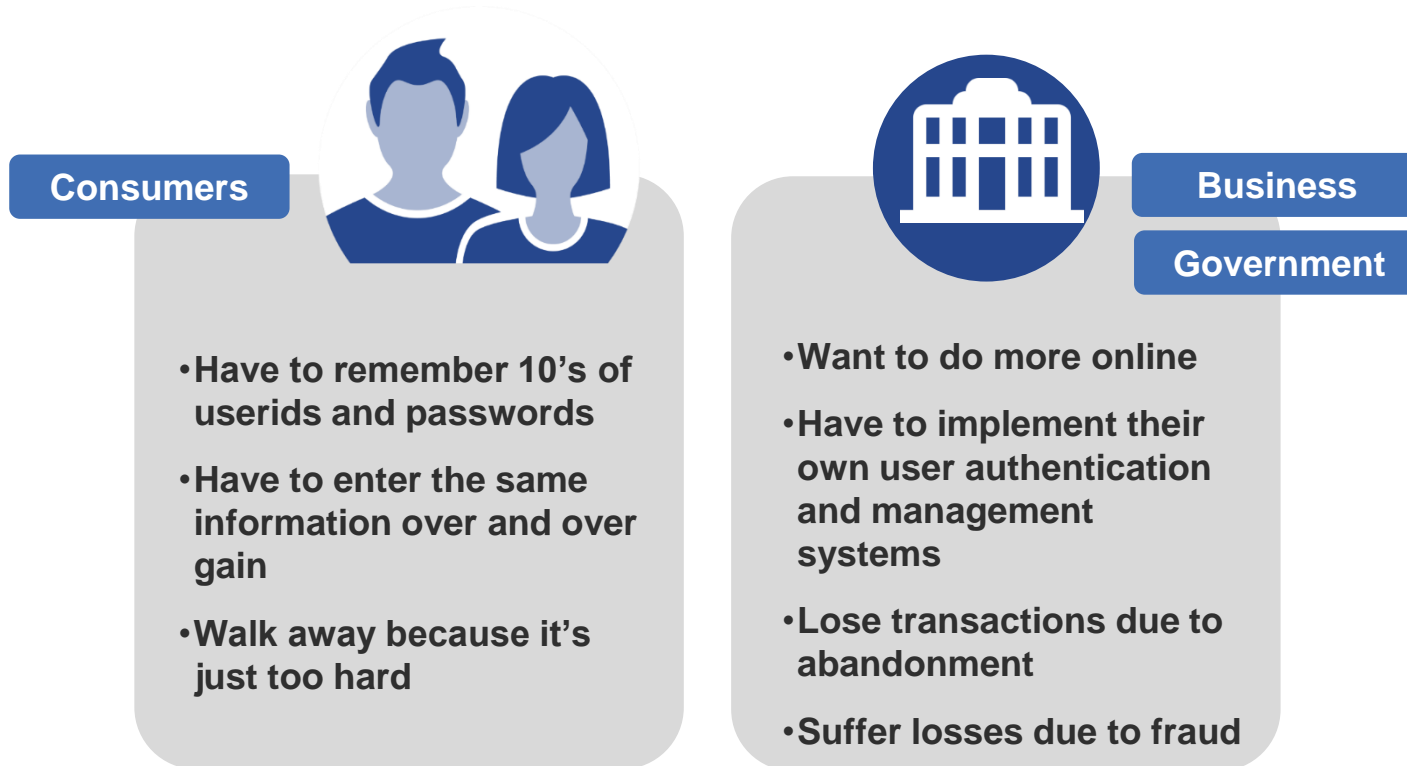 Consumers
•Have to remember 10’s of
userids and passwords
•Have to enter the same
information over and over
gain
•Walk away because it’s
just too hard
Business
Government
•Want to do more online
•Have to implement their
own user authentication
and management
systems
•Lose transactions due to
abandonment
•Suffer losses due to fraud